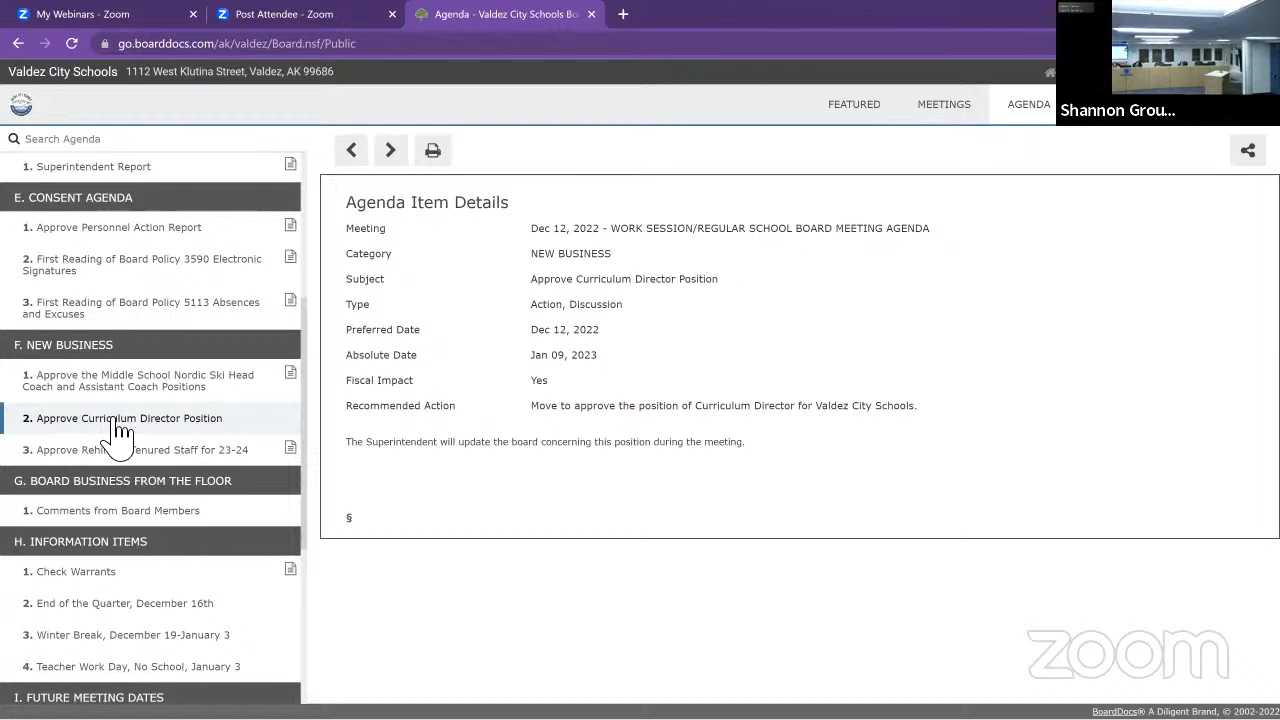 My Webinars - Zoom
Post Attendee - Zoom
Agenda - Valdez City Schools Bo
go.boarddocs.com/ak/valdez/Board.nsf/Public
Shannon Grou...
Valdez City Schools 1112 West Klutina Street, Valdez, AK 99686
FEATURED
MEETINGS
AGENDA
Search Agenda
1. Superintendent Report
E. CONSENT AGENDA
1. Approve Personnel Action Report
2. First Reading of Board Policy 3590 Electronic
Signatures
3. First Reading of Board Policy 5113 Absences
and Excuses
F. NEW BUSINESS
1. Approve the Middle School Nordic Ski Head
Coach and Assistant Coach Positions
2. Approve Curriculum Director Position
3. Approve Reh enured Staff for 23-24
G. BOARD BUSINESS FROM THE FLOOR
1. Comments from Board Members
H. INFORMATION ITEMS
1. Check Warrants
2. End of the Quarter, December 16th
3. Winter Break, December 19-January 3
4. Teacher Work Day, No School, January 3
I. FUTURE MEETING DATES
Agenda Item Details
Meeting Dec 12, 2022 - WORK SESSION/REGULAR SCHOOL BOARD MEETING AGENDA
Category NEW BUSINESS
Subject Approve Curriculum Director Position
Type Action, Discussion
Preferred Date Dec 12, 2022
Absolute Date Jan 09, 2023
Fiscal Impact Yes
Recommended Action Move to approve the position of Curriculum Director for Valdez City Schools.
The Superintendent will update the board concerning this position during the meeting.
§
zoom
BoardDocs® A Diligent Brand, © 2002-2022